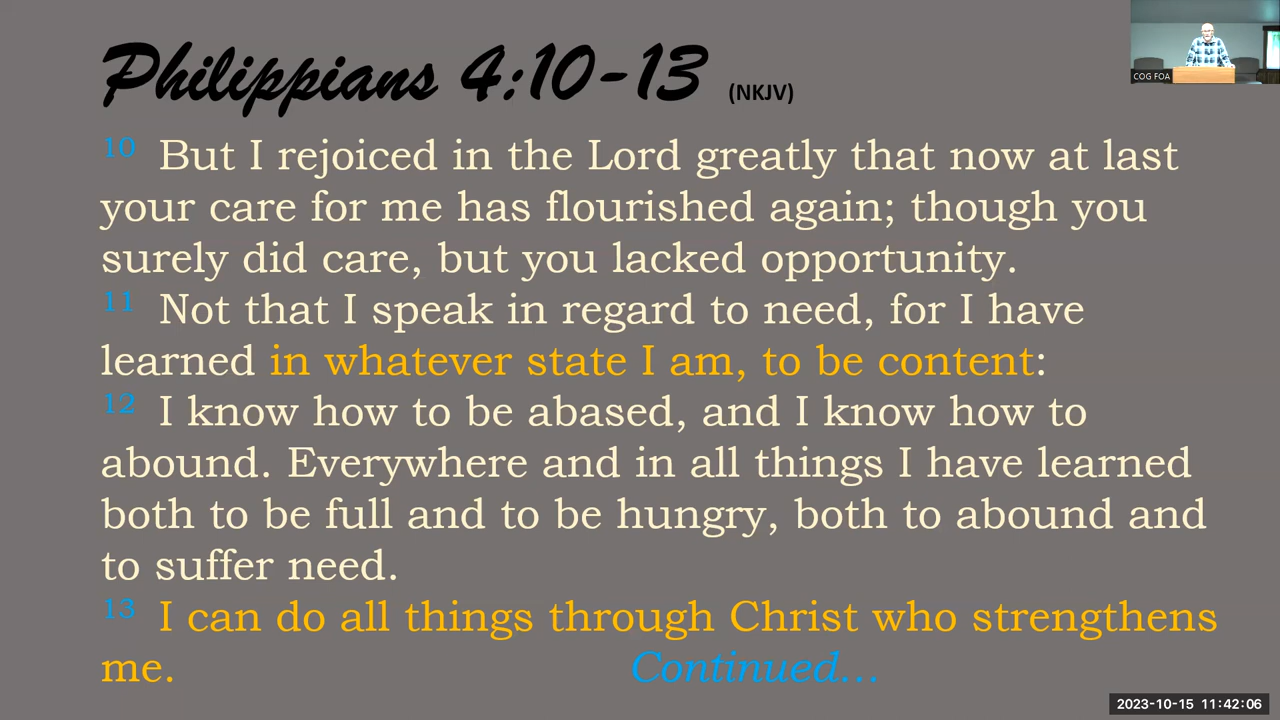 Philippians 4:10-13 (NKJV)
COG FOA
10 But I rejoiced in the Lord greatly that now at last
your care for me has flourished again; though you
surely did care, but you lacked opportunity.
11 Not that I speak in regard to need, for I have
learned in whatever state I am, to be content:
12 I know how to be abased, and I know how to
abound. Everywhere and in all things I have learned
both to be full and to be hungry, both to abound and
to suffer need.
13 I can do all things through Christ who strengthens
me. Continued...
2023-10-15 11:42:06